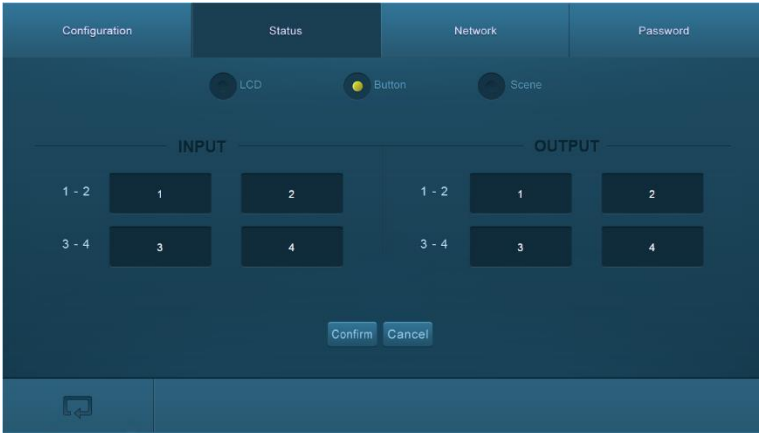 Configuration Status Network Password
LCD Button Scene
INPUT OUTPUT
1 - 2 1 2 1 - 2 1 2
3 - 4 3 4 3 - 4 3 4
Confirm Cancel